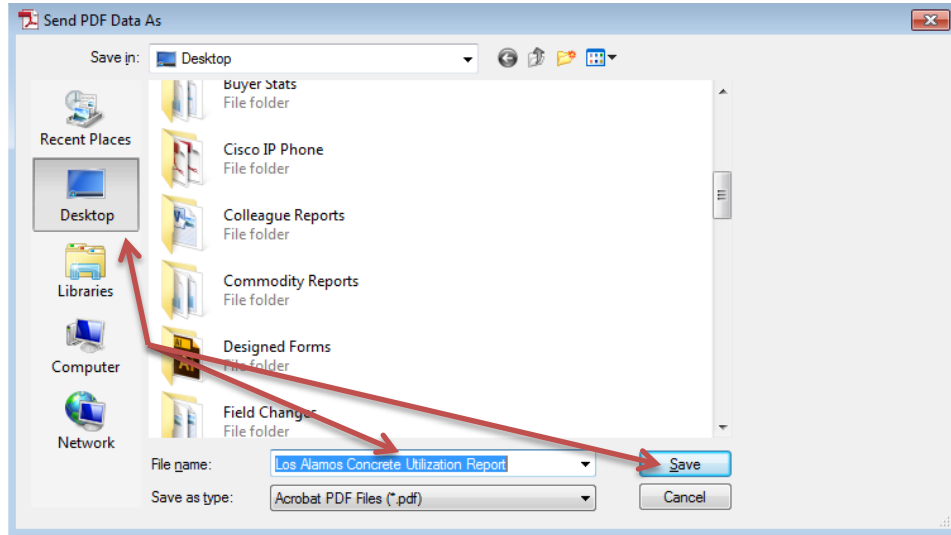 Send PDF Data As
Save in: Desktop
Recent Places
Desktop
Libraries
Computer
Network
Buyer Stats
File folder
Cisco IP Phone
File folder
Colleague Reports
File folder
Commodity Reports
File folder
Designed Forms
File folder
Field Changes
File folder
File name: Los Alamos Concrete Utilization Report Save
Save as type: Acrobat PDF Files (*.pdf) Cancel